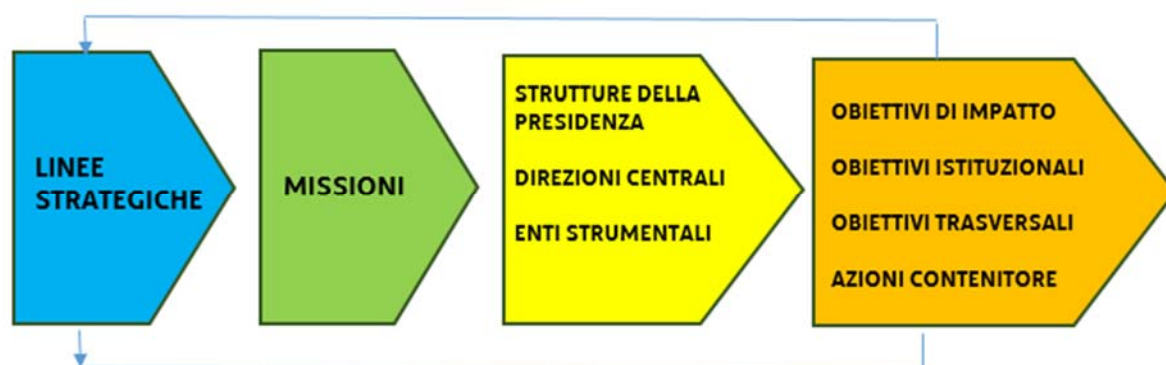 LINEE
STRATEGICHE
MISSIONI
STRUTTURE DELLA
PRESIDENZA
DIREZIONI CENTRALI
ENTI STRUMENTALI
OBIETTIVI DI IMPATTO
OBIETTIVI ISTITUZIONALI
OBIETTIVI TRASVERSALI
AZIONI CONTENITORE